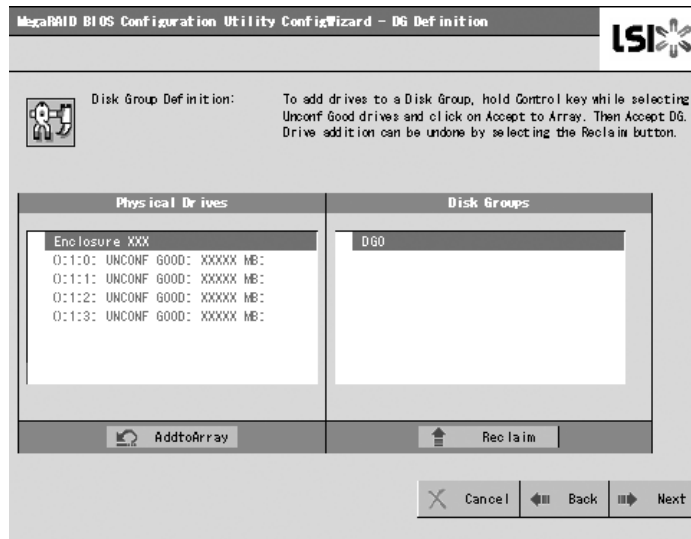 MegaRAID BIOS Configuration Utility ConfigWizard - DG Definition
LSI
Disk Group Definition:
To add drives to a Disk Group, hold Control key while selecting
Unconf Good drives and click on Accept to Array. Then Accept DG.
Drive addition can be undone by selecting the Reclaim button.
Physical Drives
Disk Groups
Enclosure XXX
0:1:0: UNCONF GOOD: XXXXX MB:
0:1:1: UNCONF GOOD: XXXXX MB:
0:1:2: UNCONF GOOD: XXXXX MB:
0:1:3: UNCONF GOOD: XXXXX MB:
DG0
AddtoArray
Reclaim
Cancel
Back
Next